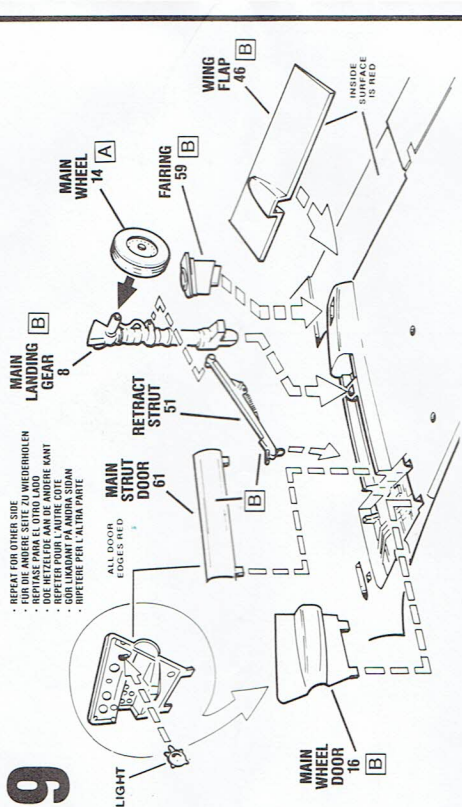 9
• REPEAT FOR OTHER SIDE
• FUR DIE ANDERE SEITE ZU WIEDERHOLEN
• REPITASE PARA EL OTRO LADO
• DOE HETZELFDE AAN DE ANDERE KANT
• REPETER POUR L'AUTRE COTE
• GOR LIKADANT PÅ ANDRA SIDAN
• RIPETERE PER L'ALTRA PARTE
LIGHT
ALL DOOR
EDGES RED
MAIN
LANDING
GEAR
8
B
MAIN
WHEEL
14
A
FAIRING
59
B
WING
FLAP
46
B
INSIDE
SURFACE
IS RED
RETRACT
STRUT
51
MAIN
STRUT
DOOR
61
B
MAIN
WHEEL
DOOR
16
B